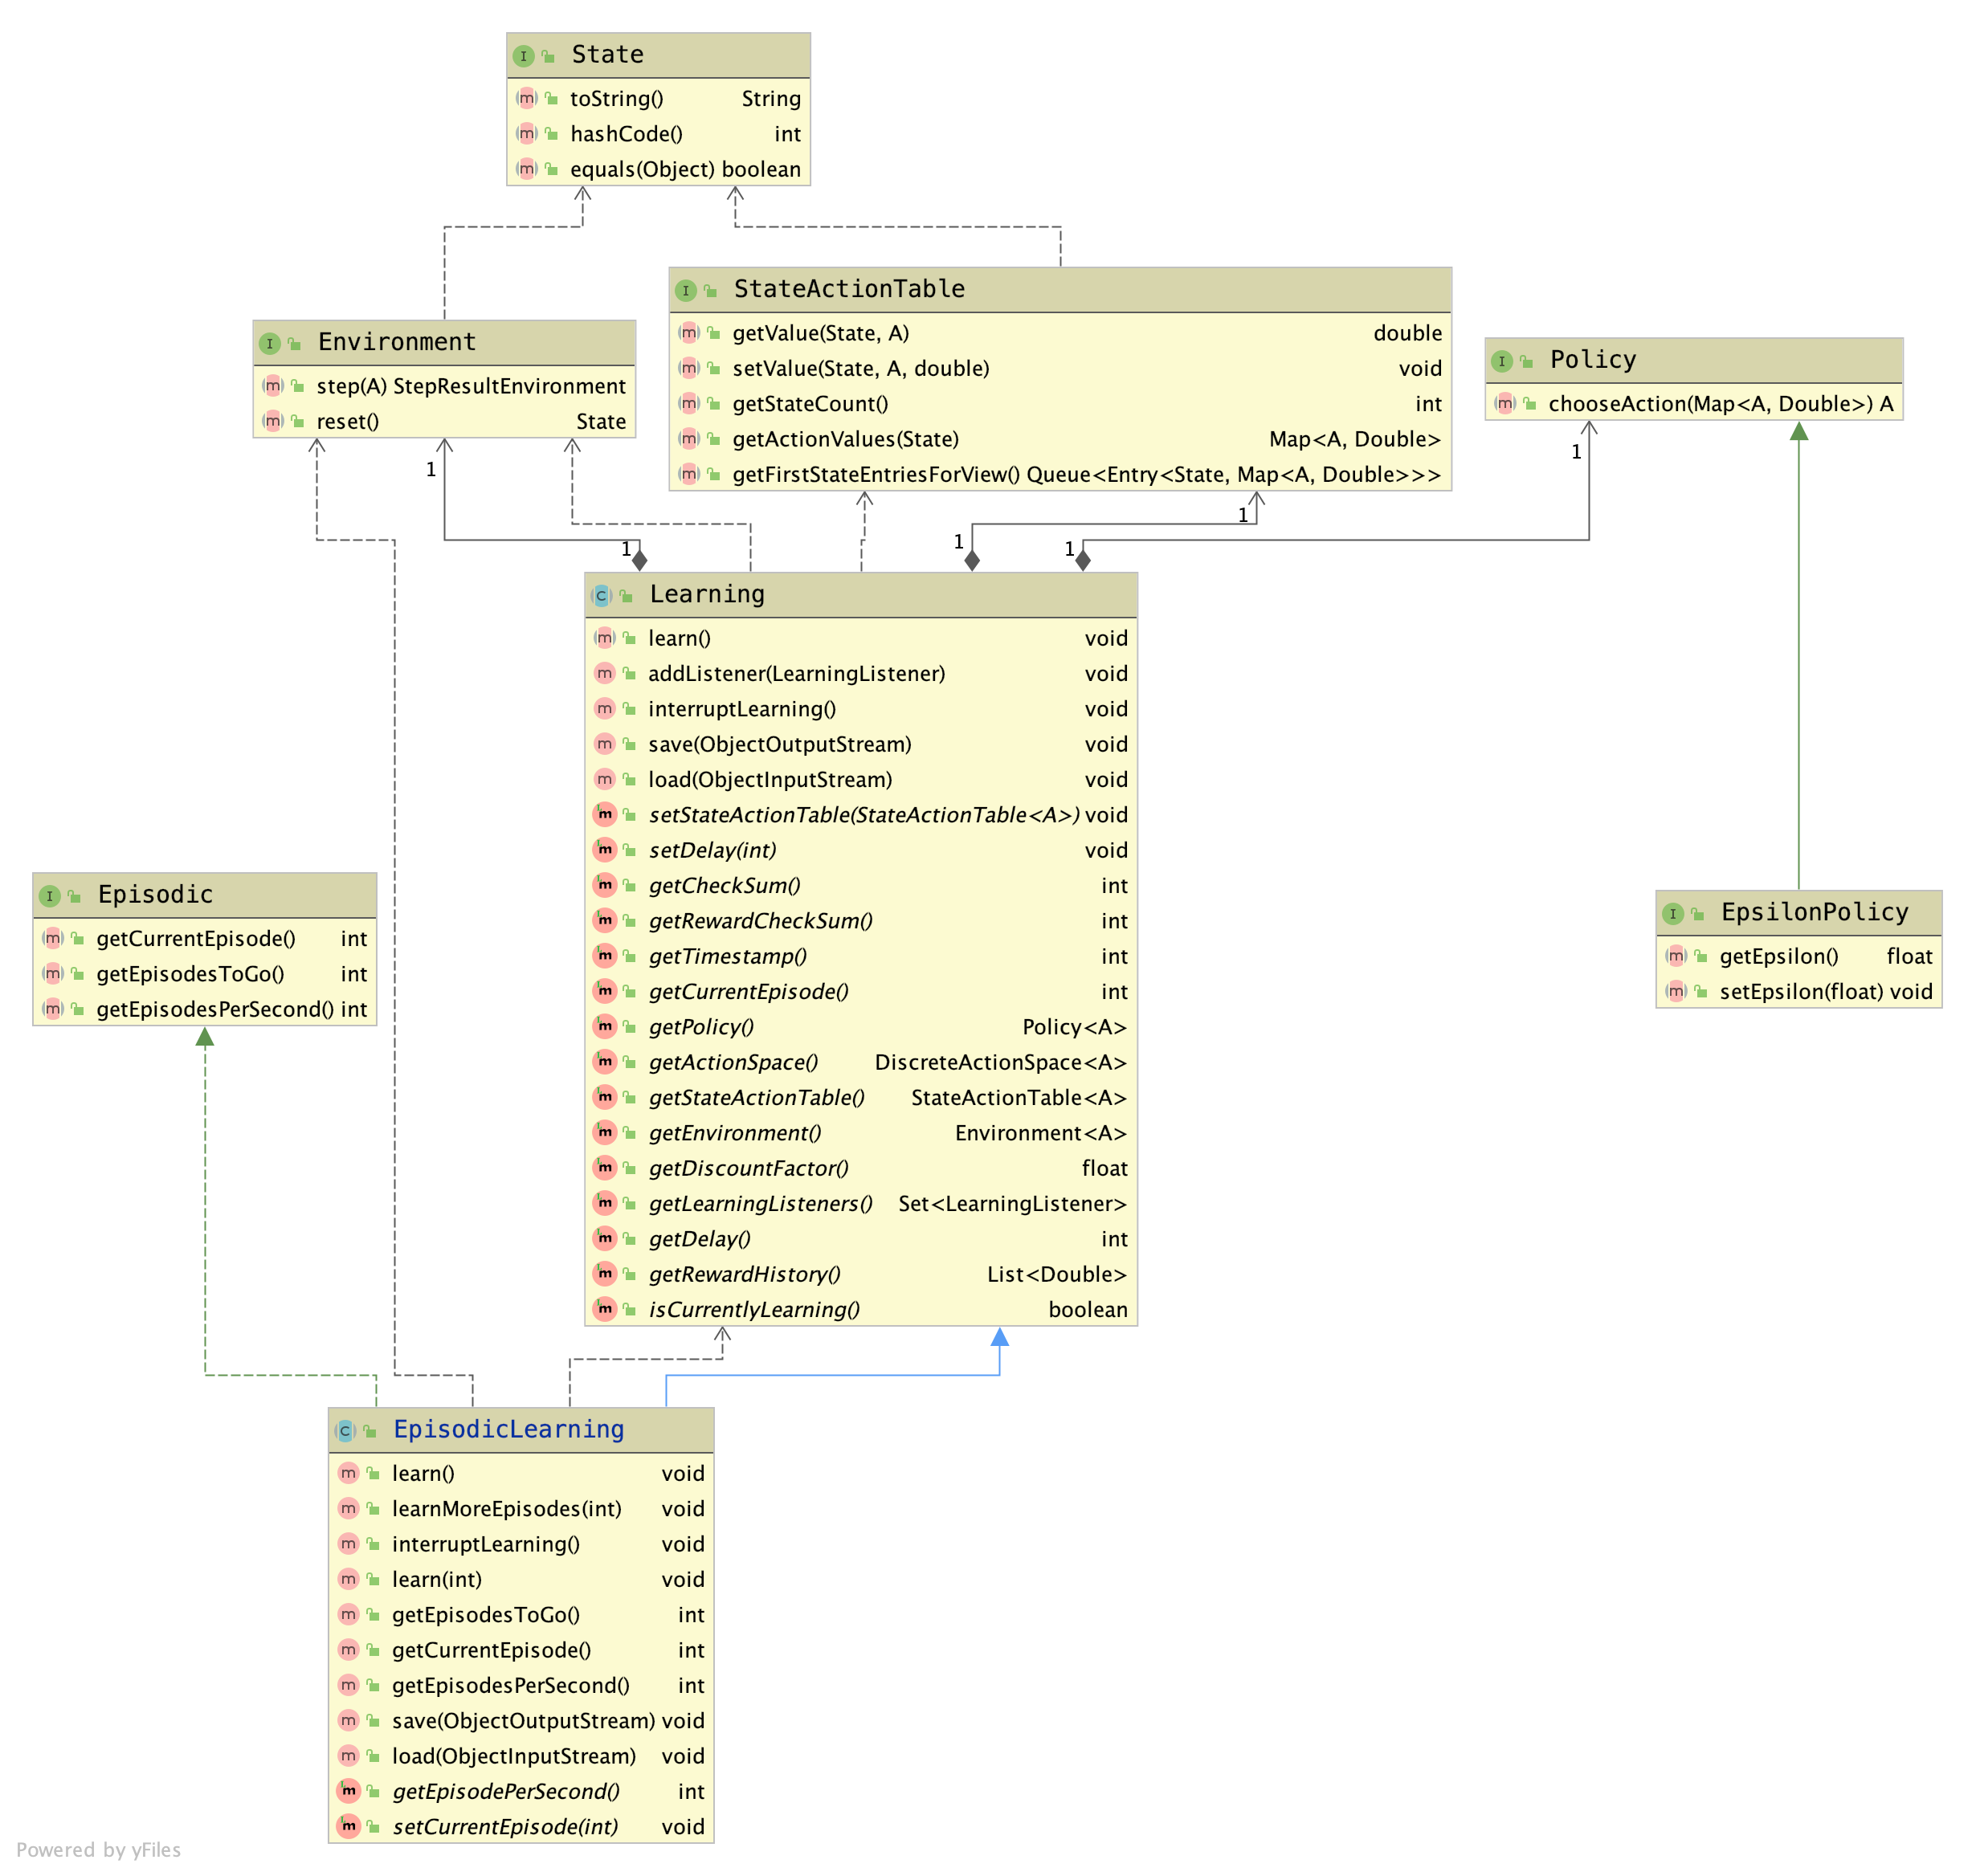 State
toString() String
hashCode() int
equals(Object) boolean
StateActionTable
getValue(State, A) double
setValue(State, A, double) void
getStateCount() int
getActionValues(State) Map<A, Double>
getFirstStateEntriesForView() Queue<Entry<State, Map<A, Double>>>
Environment
step(A) StepResultEnvironment
reset() State
Policy
chooseAction(Map<A, Double>) A
1
1
1
1
1
1
Learning
learn() void
addListener(LearningListener) void
interruptLearning() void
save(ObjectOutputStream) void
load(ObjectInputStream) void
setStateActionTable(StateActionTable<A>) void
setDelay(int) void
getCheckSum() int
getRewardCheckSum() int
getTimestamp() int
getCurrentEpisode() int
getPolicy() Policy<A>
getActionSpace() DiscreteActionSpace<A>
getStateActionTable() StateActionTable<A>
getEnvironment() Environment<A>
getDiscountFactor() float
getLearningListeners() Set<LearningListener>
getDelay() int
getRewardHistory() List<Double>
isCurrentlyLearning() boolean
Episodic
getCurrentEpisode() int
getEpisodesToGo() int
getEpisodesPerSecond() int
EpsilonPolicy
getEpsilon() float
setEpsilon(float) void
EpisodicLearning
learn() void
learnMoreEpisodes(int) void
interruptLearning() void
learn(int) void
getEpisodesToGo() int
getCurrentEpisode() int
getEpisodesPerSecond() int
save(ObjectOutputStream) void
load(ObjectInputStream) void
getEpisodePerSecond() int
setCurrentEpisode(int) void
Powered by yFiles